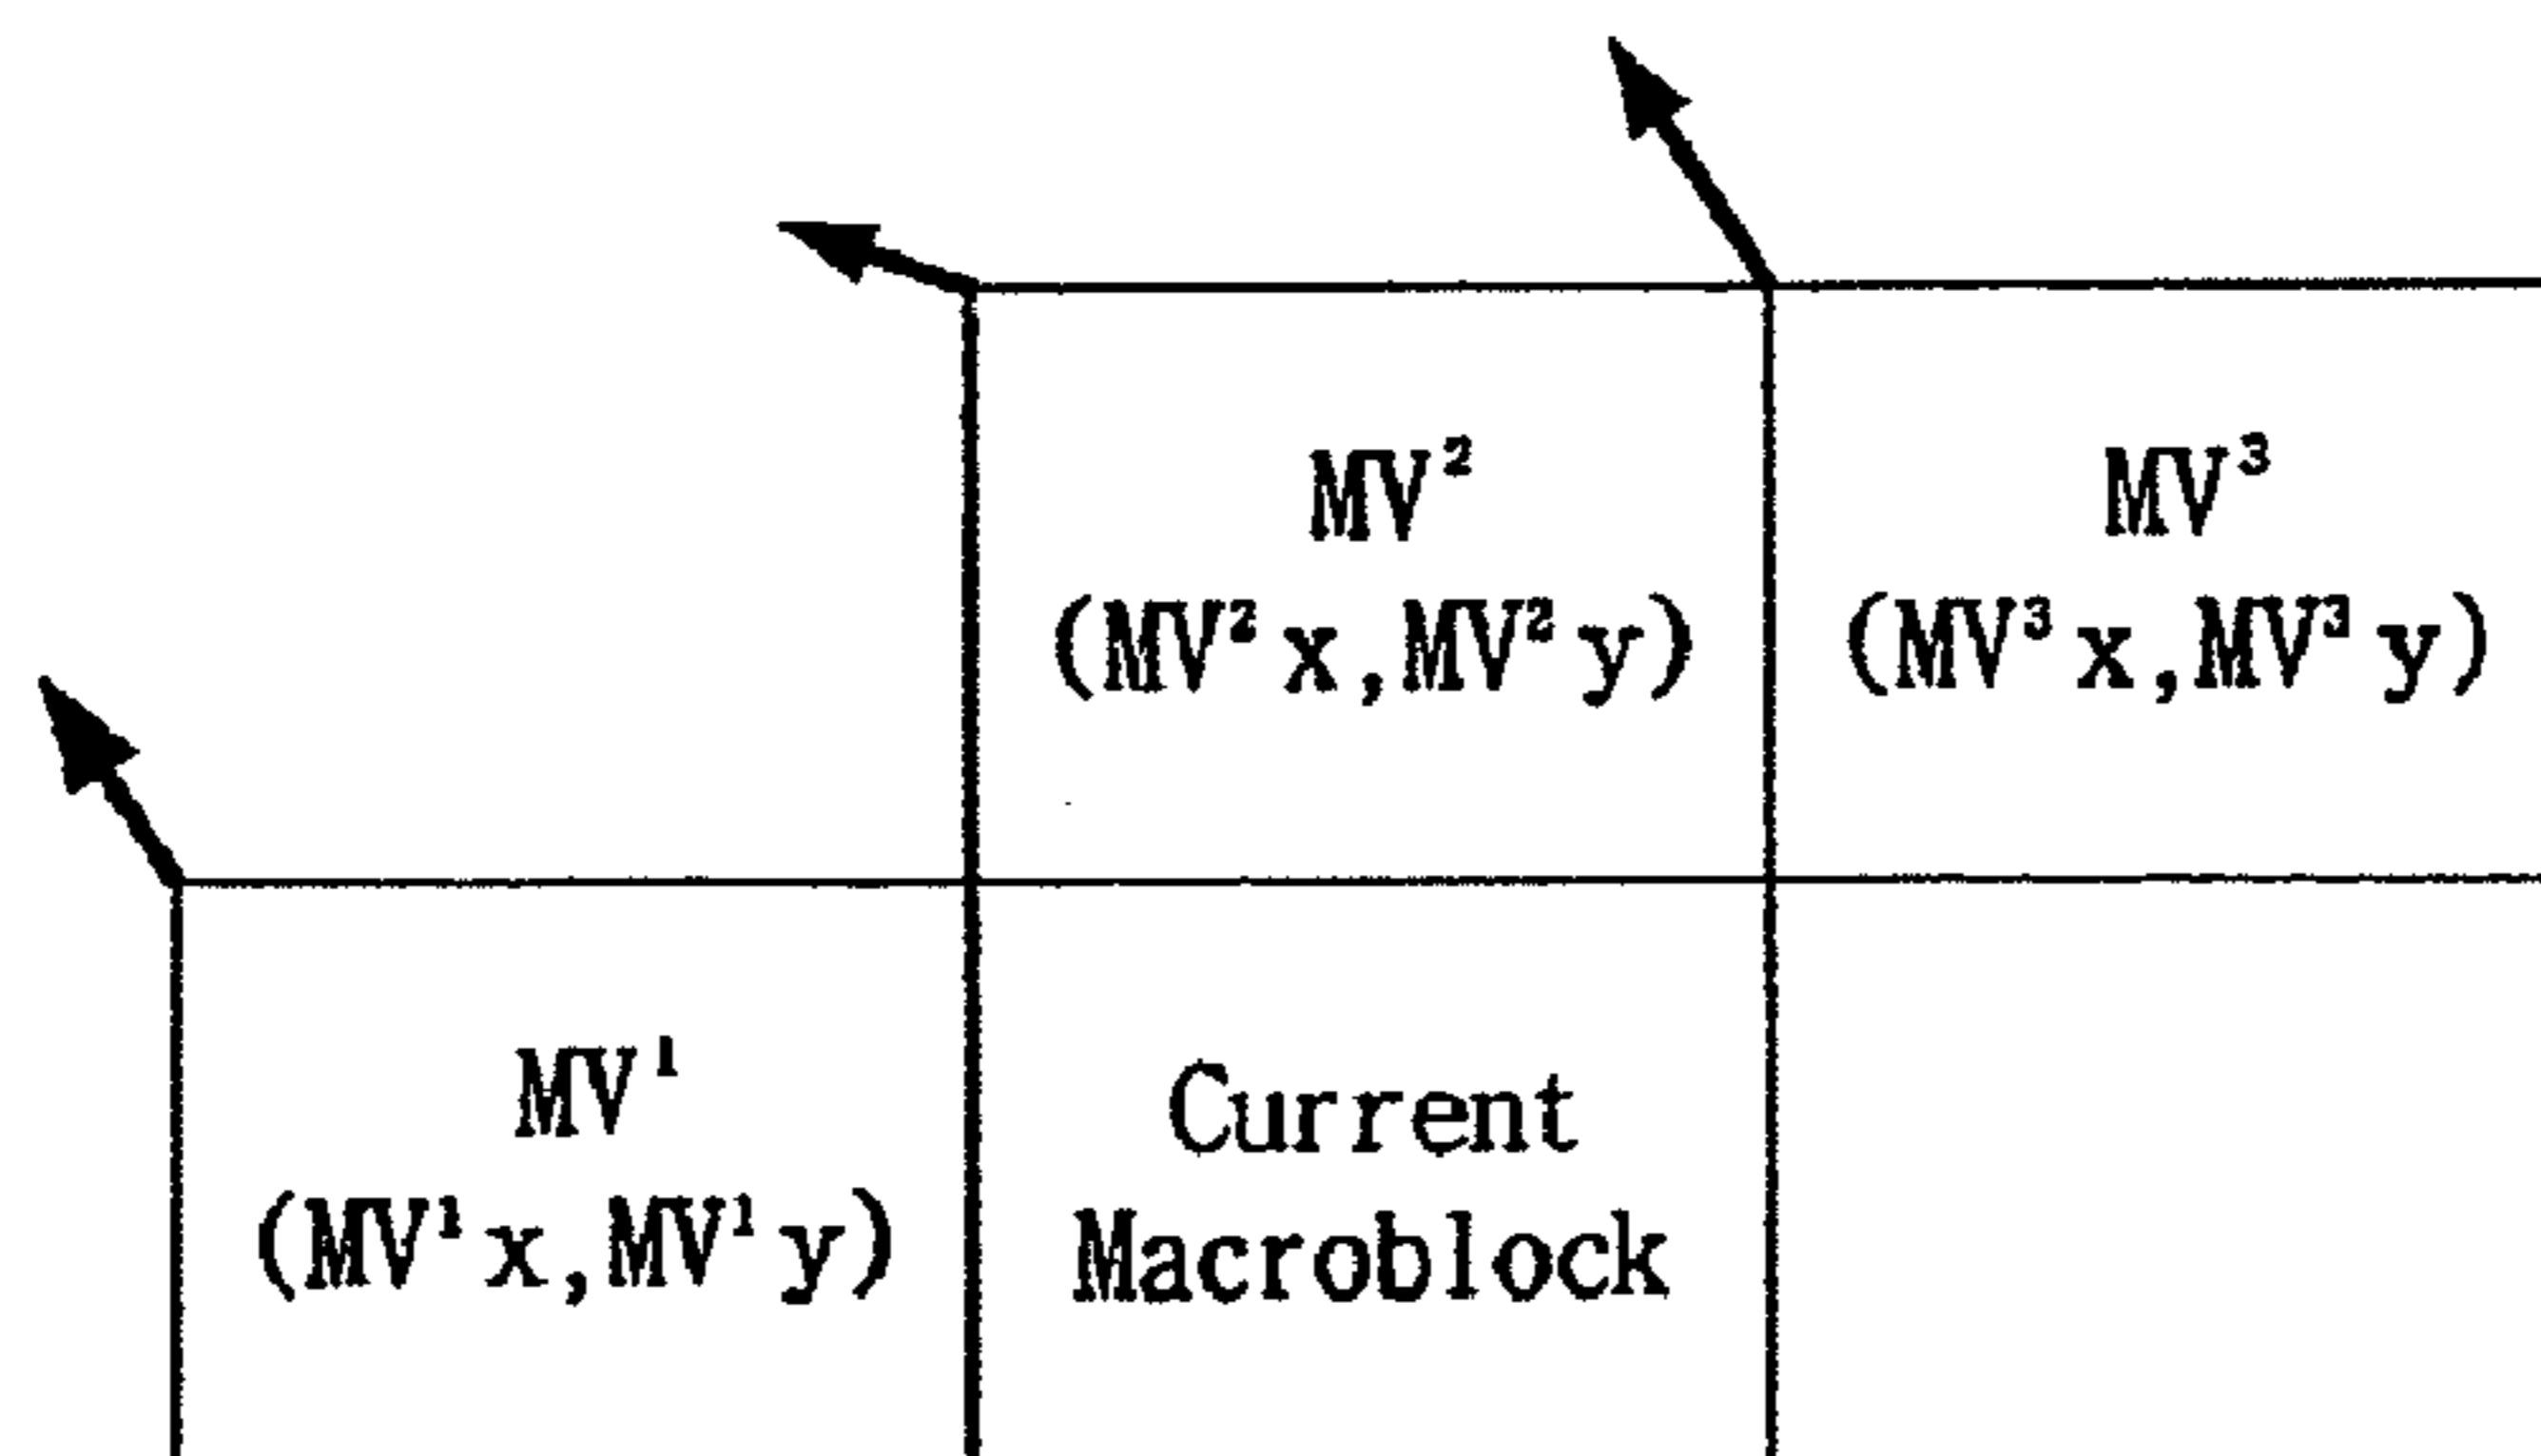 MV²
(MV²x,MV²y)
MV³
(MV³x,MV³y)
MV¹
(MV¹x,MV¹y)
Current
Macroblock